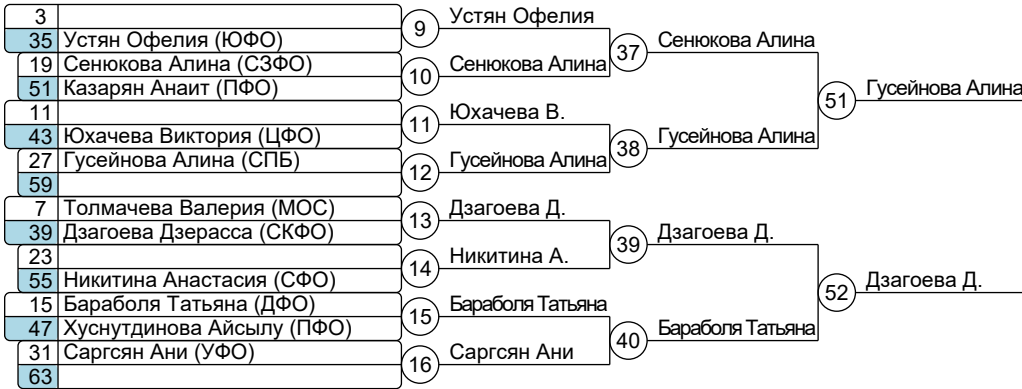 3
35 Устян Офелия (ЮФО)
19 Сенюкова Алина (СЗФО)
51 Казарян Анаит (ПФО)
11
43 Юхачева Виктория (ЦФО)
27 Гусейнова Алина (СПБ)
59
7 Толмачева Валерия (МОС)
39 Дзагоева Дзерасса (СКФО)
23
55 Никитина Анастасия (СФО)
15 Бараболя Татьяна (ДФО)
47 Хуснутдинова Айсылу (ПФО)
31 Саргсян Ани (УФО)
63
9 Устян Офелия
10 Сенюкова Алина
11 Юхачева В.
12 Гусейнова Алина
13 Дзагоева Д.
14 Никитина А.
15 Бараболя Татьяна
16 Саргсян Ани
37 Сенюкова Алина
38 Гусейнова Алина
39 Дзагоева Д.
40 Бараболя Татьяна
51 Гусейнова Алина
52 Дзагоева Д.